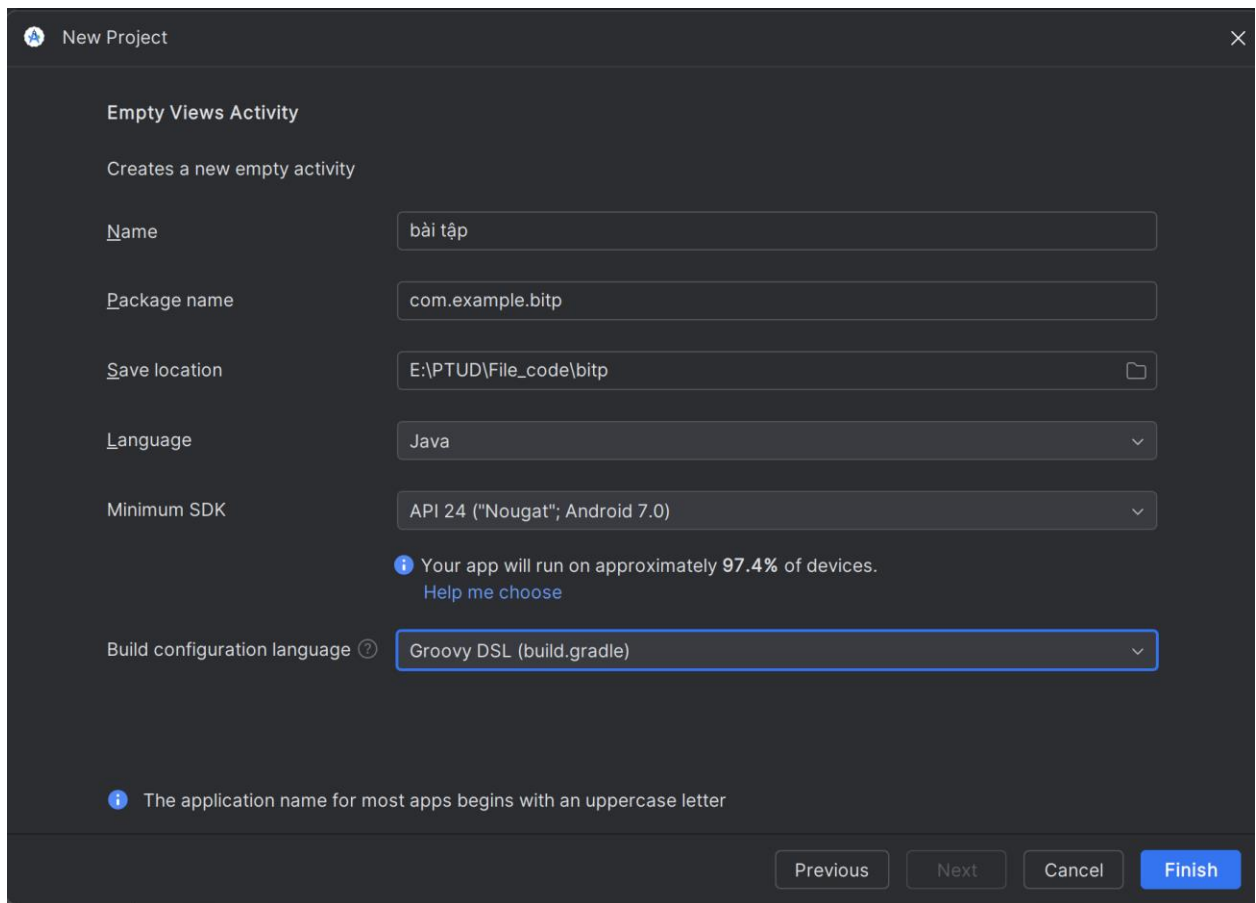 New Project
Empty Views Activity
Creates a new empty activity
Name
bài tập
Package name
com.example.bitp
Save location
E:\PTUD\File_code\bitp
Language
Java
Minimum SDK
API 24 ("Nougat"; Android 7.0)
Your app will run on approximately 97.4% of devices.
Help me choose
Build configuration language ?
Groovy DSL (build.gradle)
The application name for most apps begins with an uppercase letter
Previous Next Cancel Finish